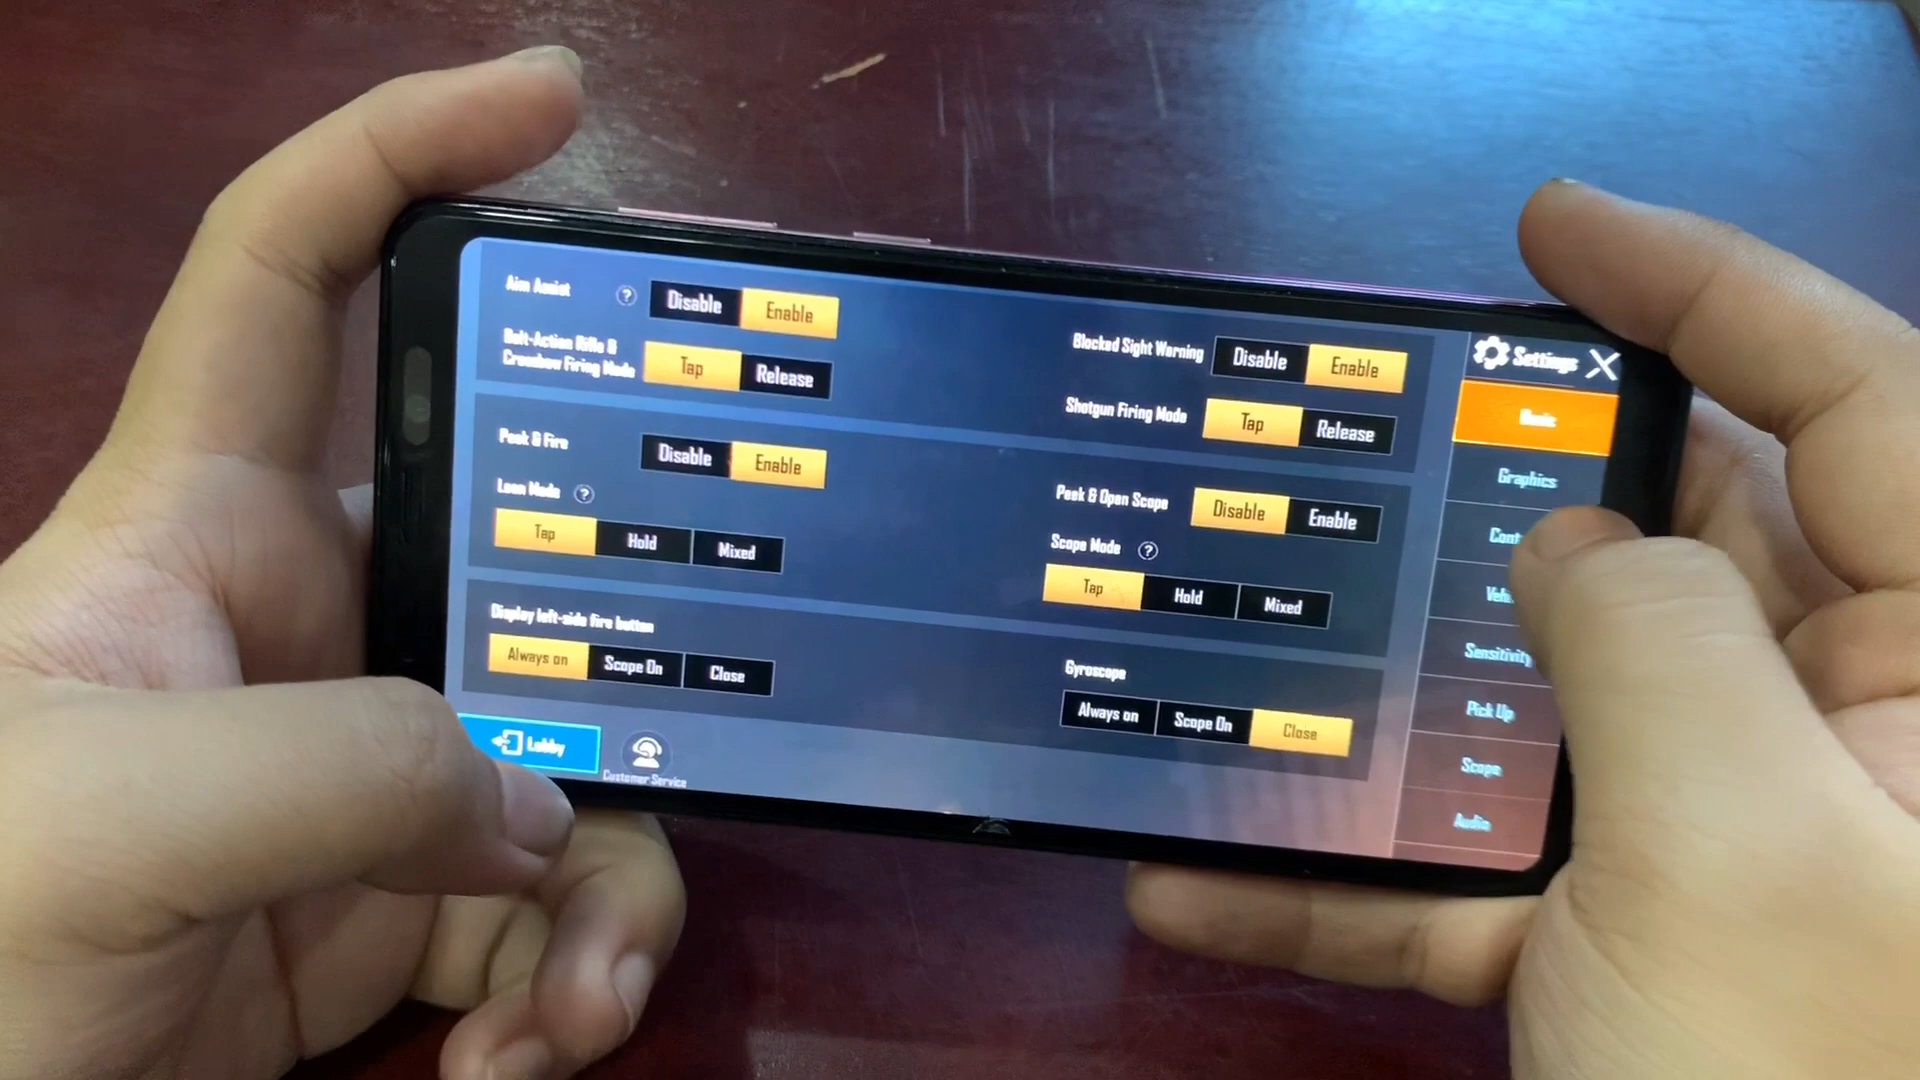 Aim Assist ? Disable Enable
Blocked Sight Warning Disable Enable
Bolt-Action Rifle &
Crossbow Firing Mode Tap Release
Shotgun Firing Mode Tap Release
Peek & Fire Disable Enable
Peek & Open Scope Disable Enable
Lean Mode ?
Tap Hold Mixed
Scope Mode ?
Tap Hold Mixed
Display left-side fire button
Always on Scope On Close
Gyroscope
Always on Scope On Close
Lobby
Customer Service
Settings X
Basic
Graphics
Cont
Veh
Sensitivity
Pick Up
Scope
Audio